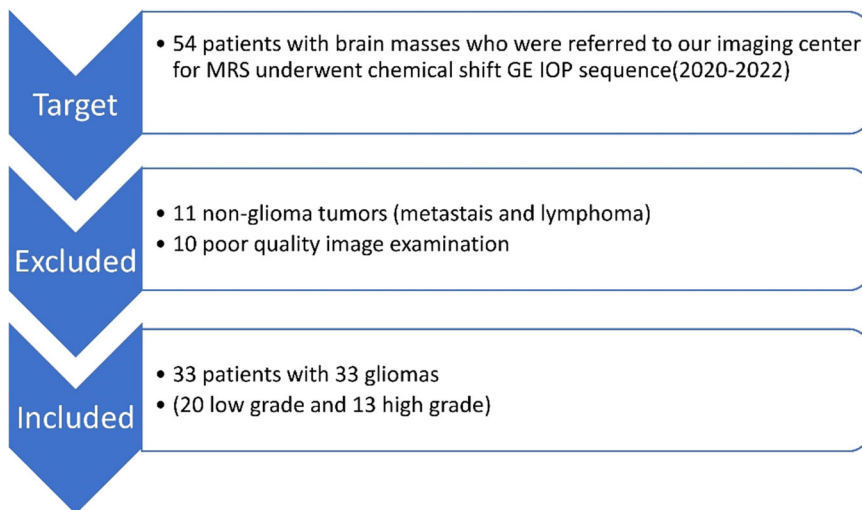 Target
• 54 patients with brain masses who were referred to our imaging center
for MRS underwent chemical shift GE IOP sequence(2020-2022)
Excluded
• 11 non-glioma tumors (metastais and lymphoma)
• 10 poor quality image examination
Included
• 33 patients with 33 gliomas
• (20 low grade and 13 high grade)